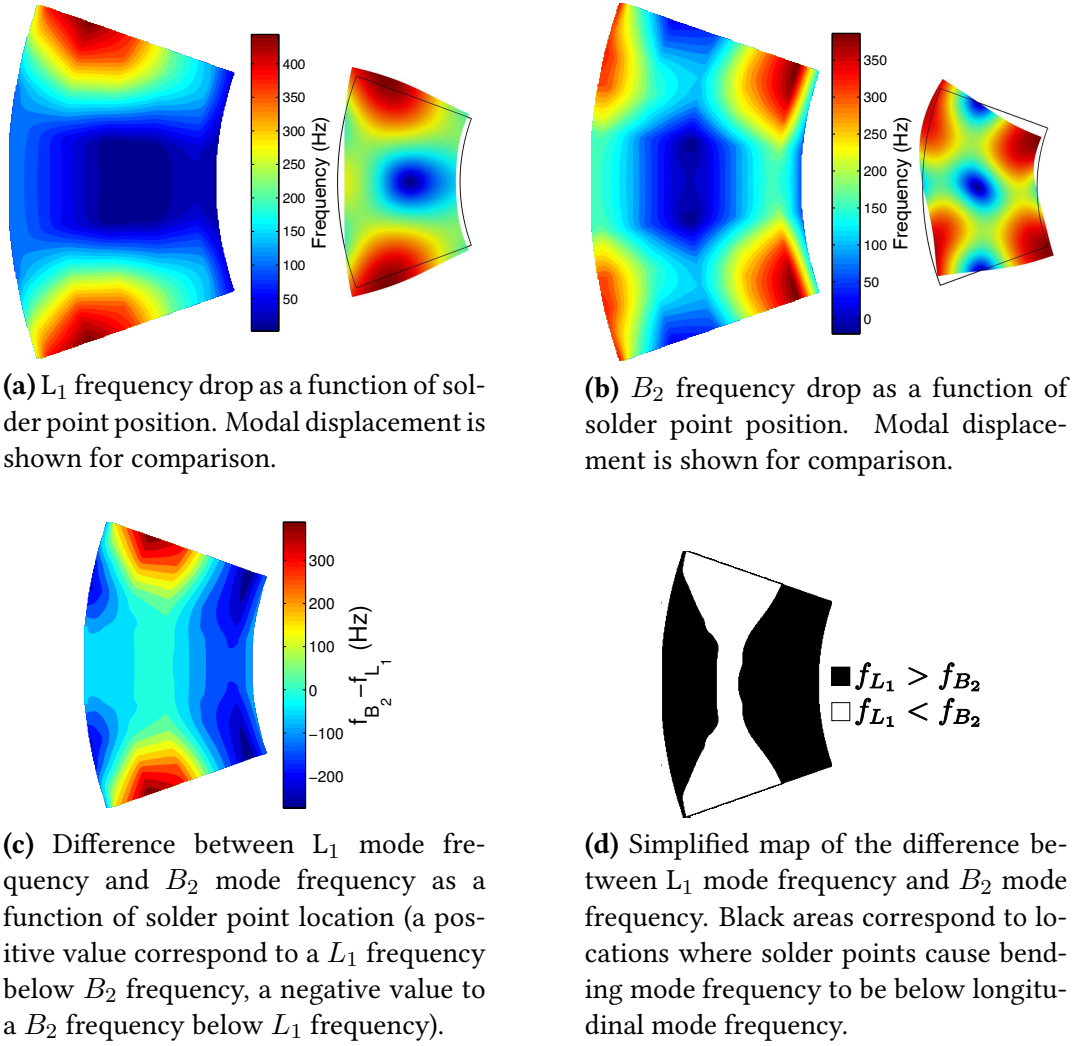 400
350
300
250
200
150
100
50
Frequency (Hz)
350
300
250
200
150
100
50
0
Frequency (Hz)
(a) L₁ frequency drop as a function of sol-
der point position. Modal displacement is
shown for comparison.
(b) B₂ frequency drop as a function of
solder point position. Modal displace-
ment is shown for comparison.
300
200
100
0
−100
−200
f_B₂−f_L₁ (Hz)
f_L₁ > f_B₂
f_L₁ < f_B₂
(c) Difference between L₁ mode fre-
quency and B₂ mode frequency as a
function of solder point location (a pos-
itive value correspond to a L₁ frequency
below B₂ frequency, a negative value to
a B₂ frequency below L₁ frequency).
(d) Simplified map of the difference be-
tween L₁ mode frequency and B₂ mode
frequency. Black areas correspond to lo-
cations where solder points cause bend-
ing mode frequency to be below longitu-
dinal mode frequency.